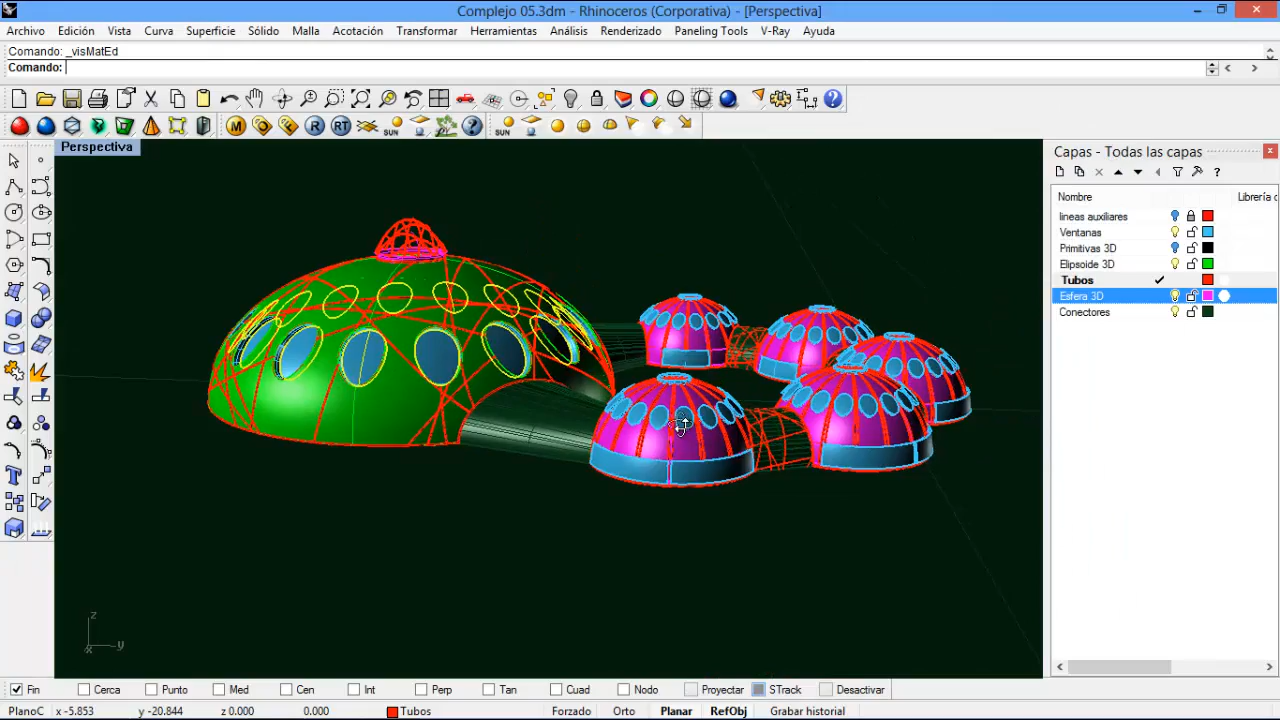 Complejo 05.3dm - Rhinoceros (Corporativa) - [Perspectiva]
Archivo Edición Vista Curva Superficie Sólido Malla Acotación Transformar Herramientas Análisis Renderizado Paneling Tools V-Ray Ayuda
Comando: _visMatEd
Comando:
M O F R RT SUN SUN
Perspectiva
Capas - Todas las capas
Nombre Librería
lineas auxiliares
Ventanas
Primitivas 3D
Elipsoide 3D
Tubos
Esfera 3D
Conectores
z
x y
Fin Cerca Punto Med Cen Int Perp Tan Cuad Nodo Proyectar STrack Desactivar
PlanoC x -5.853 y -20.844 z 0.000 0.000 Tubos Forzado Orto Planar RefObj Grabar historial